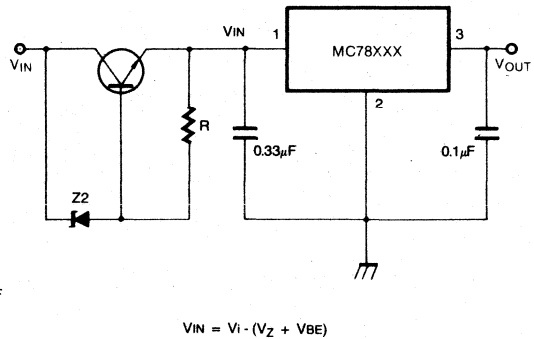 VIN
VIN
1
MC78XXX
3
VOUT
2
R
0.33µF
0.1µF
Z2
VIN = Vi - (VZ + VBE)